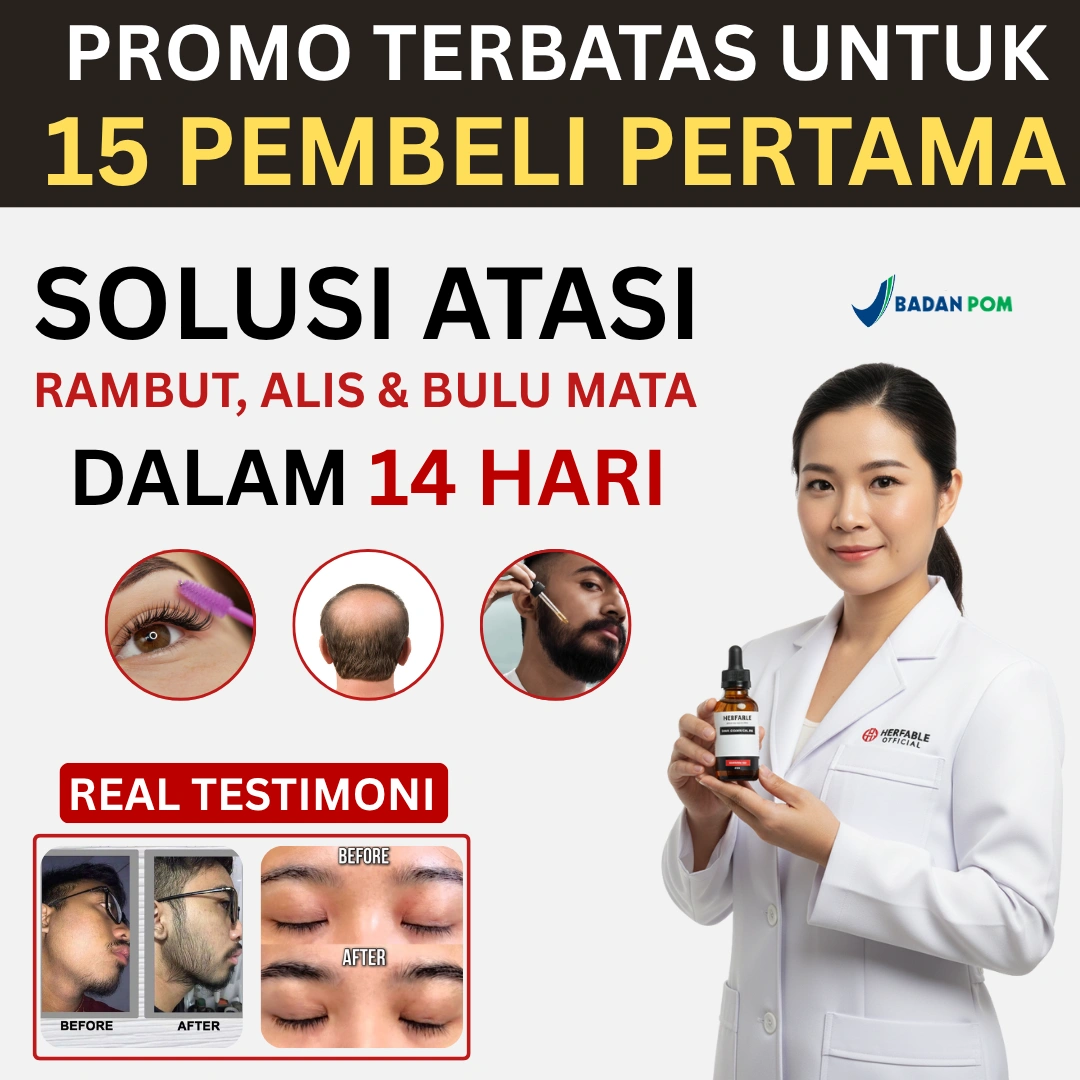 PROMO TERBATAS UNTUK
15 PEMBELI PERTAMA
SOLUSI ATASI
RAMBUT, ALIS & BULU MATA
DALAM 14 HARI
BADAN POM
HERFABLE
HERFABLE
OFFICIAL
REAL TESTIMONI
BEFORE
AFTER
BEFORE
AFTER